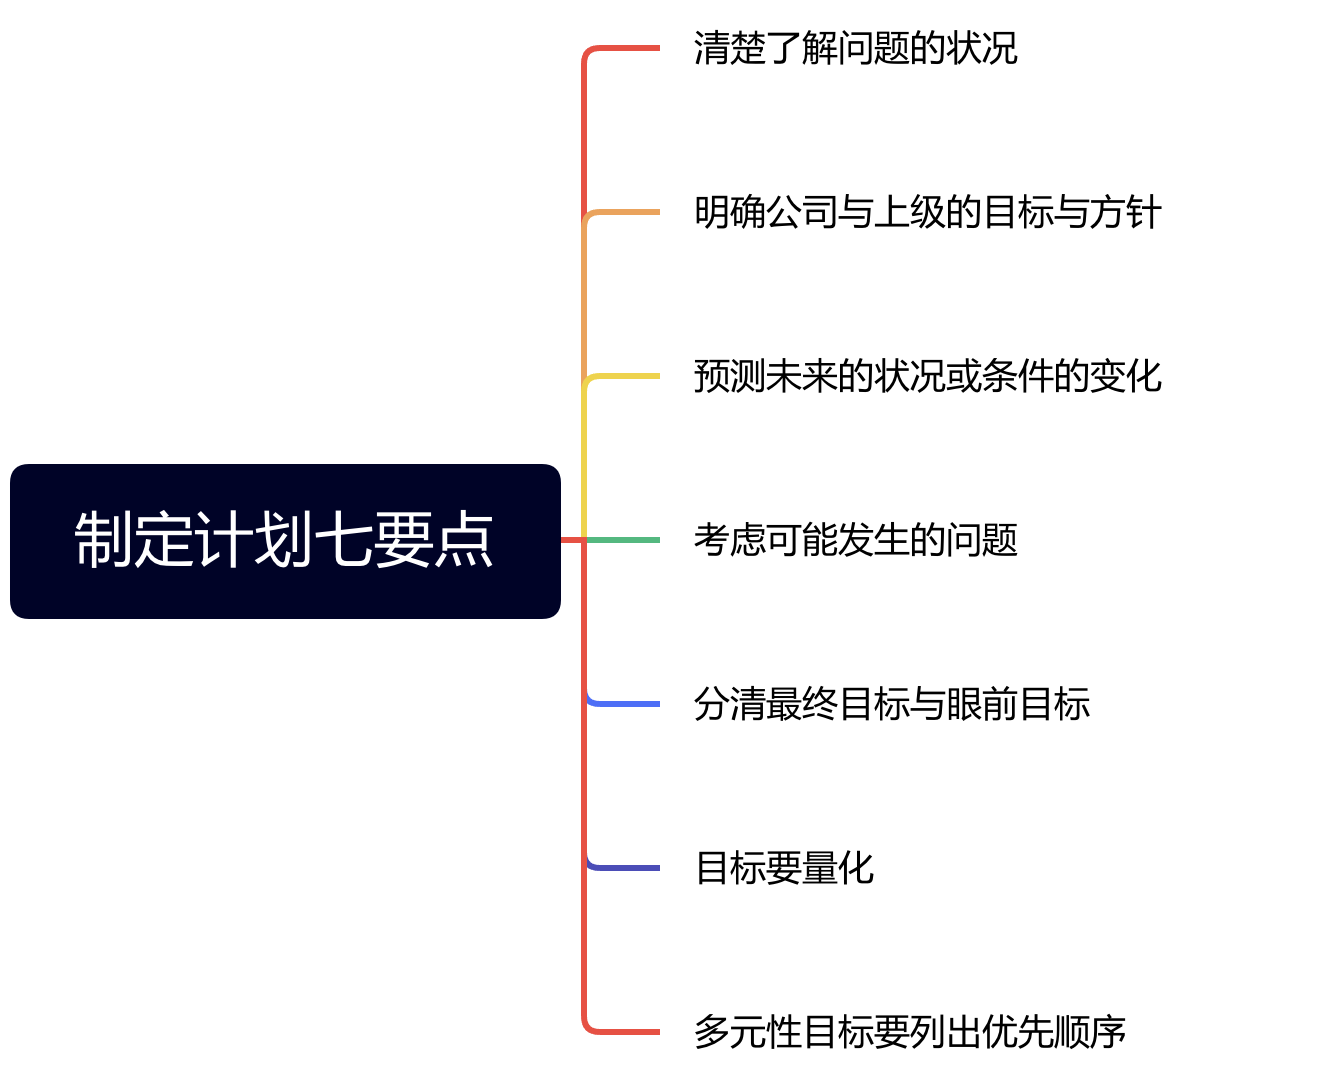 清楚了解问题的状况
明确公司与上级的目标与方针
预测未来的状况或条件的变化
制定计划七要点
考虑可能发生的问题
分清最终目标与眼前目标
目标要量化
多元性目标要列出优先顺序